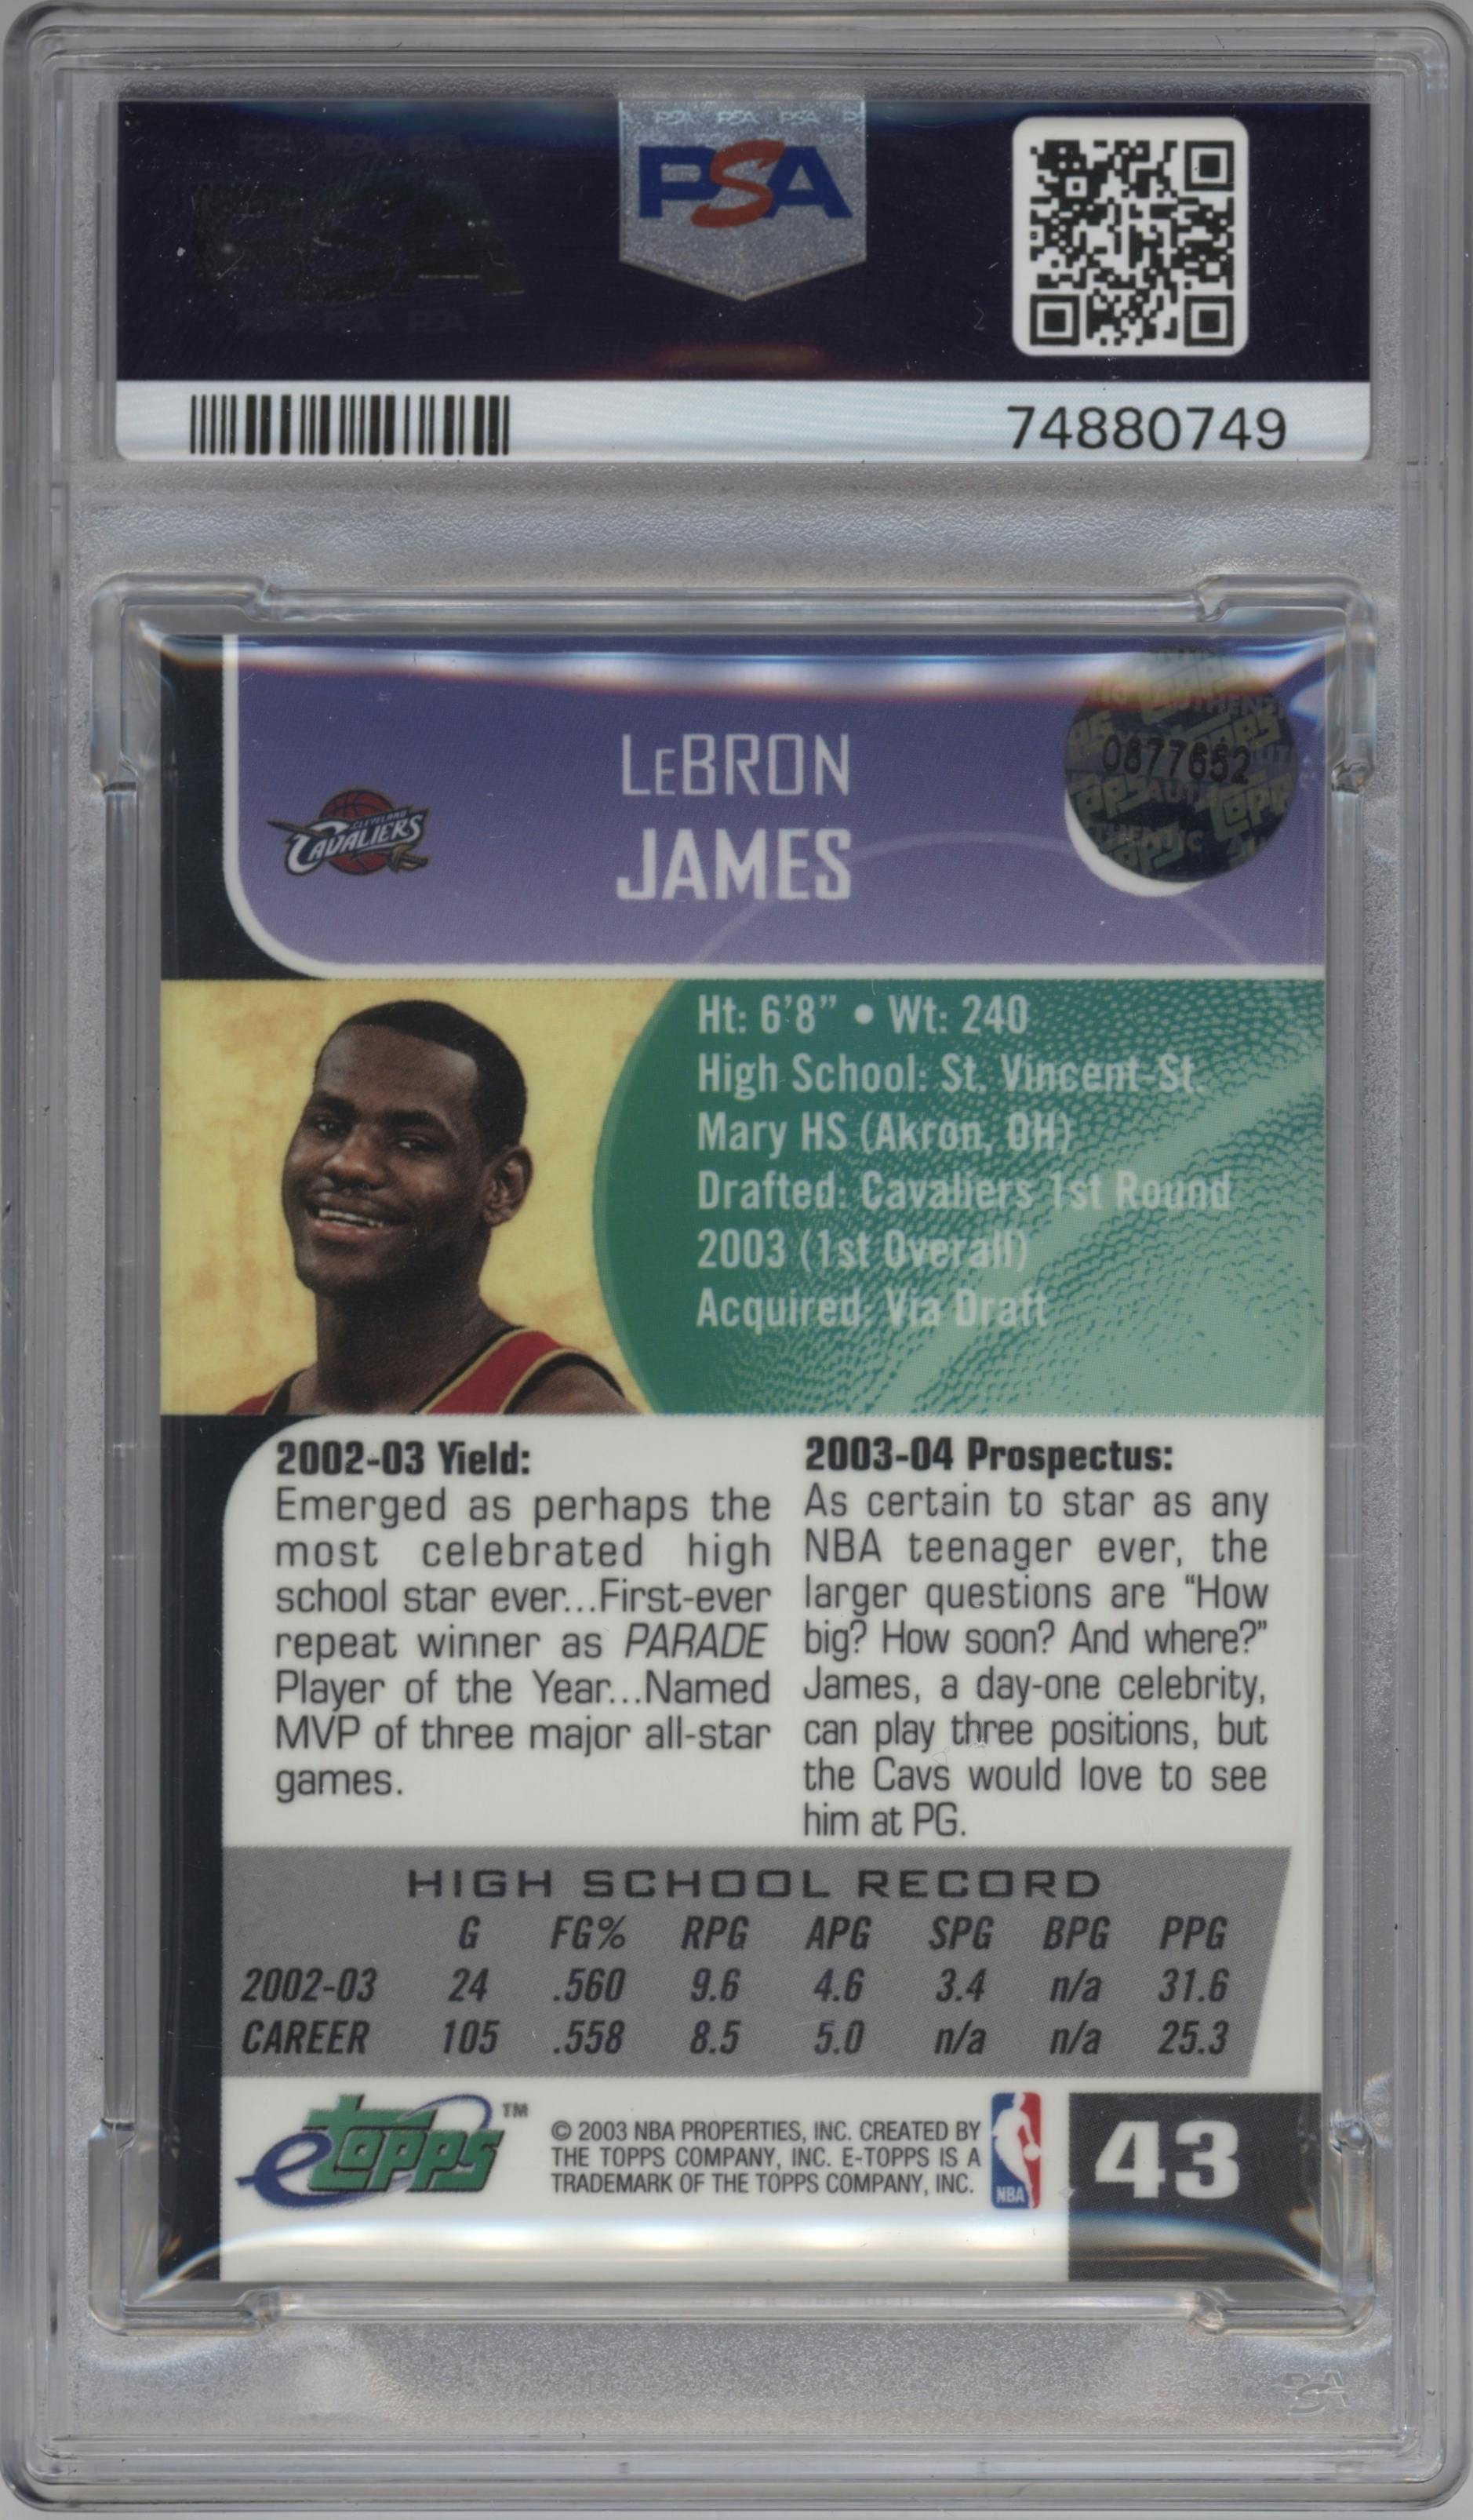 PSA
74880749
LEBRON
JAMES
0877652
CLEVELAND
CAVALIERS
Ht: 6'8” • Wt: 240
High School: St. Vincent-St.
Mary HS (Akron, OH)
Drafted: Cavaliers 1st Round
2003 (1st Overall)
Acquired: Via Draft
2002-03 Yield:
Emerged as perhaps the
most celebrated high
school star ever...First-ever
repeat winner as PARADE
Player of the Year...Named
MVP of three major all-star
games.
2003-04 Prospectus:
As certain to star as any
NBA teenager ever, the
larger questions are “How
big? How soon? And where?”
James, a day-one celebrity,
can play three positions, but
the Cavs would love to see
him at PG.
HIGH SCHOOL RECORD
G FG% RPG APG SPG BPG PPG
2002-03 24 .560 9.6 4.6 3.4 n/a 31.6
CAREER 105 .558 8.5 5.0 n/a n/a 25.3
eTopps™
© 2003 NBA PROPERTIES, INC. CREATED BY
THE TOPPS COMPANY, INC. E-TOPPS IS A
TRADEMARK OF THE TOPPS COMPANY, INC.
NBA
43